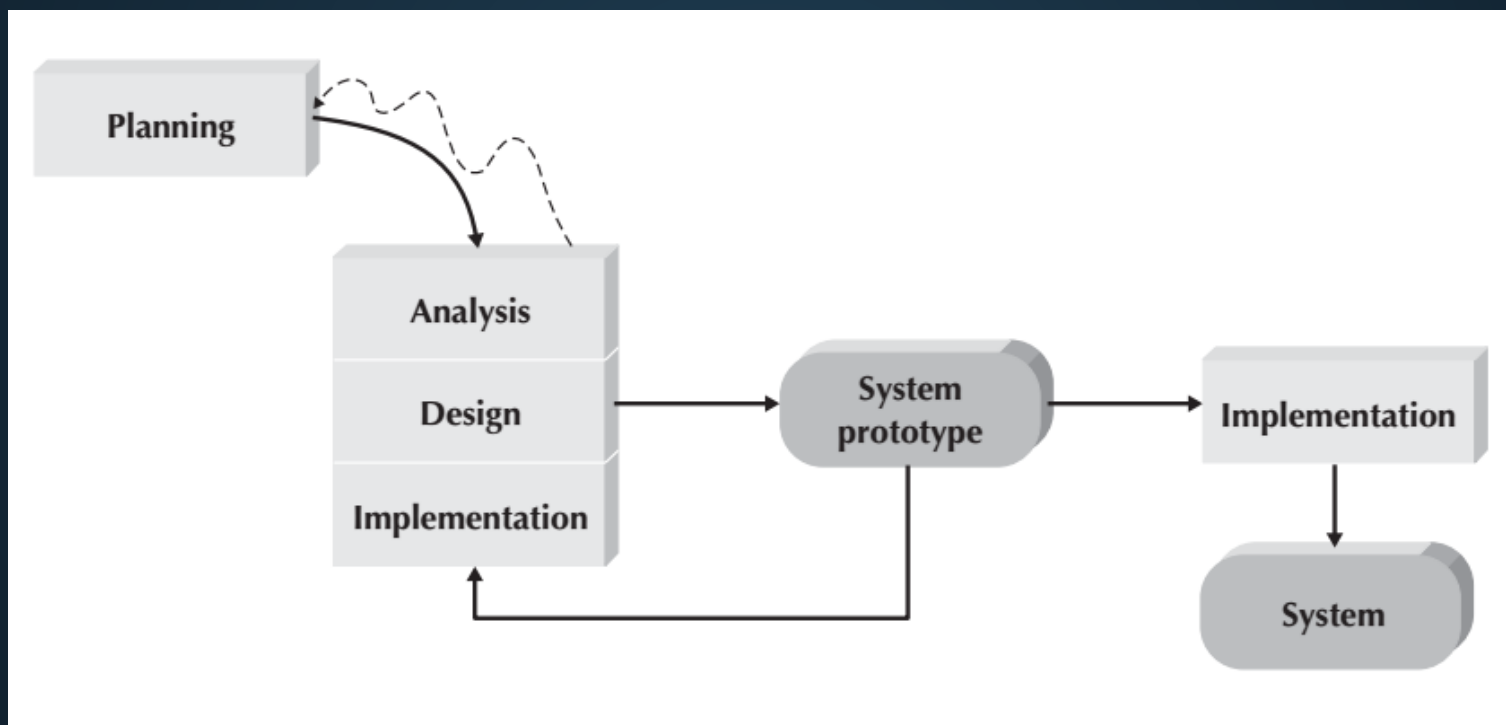 Planning
Analysis
Design
Implementation
System
prototype
Implementation
System